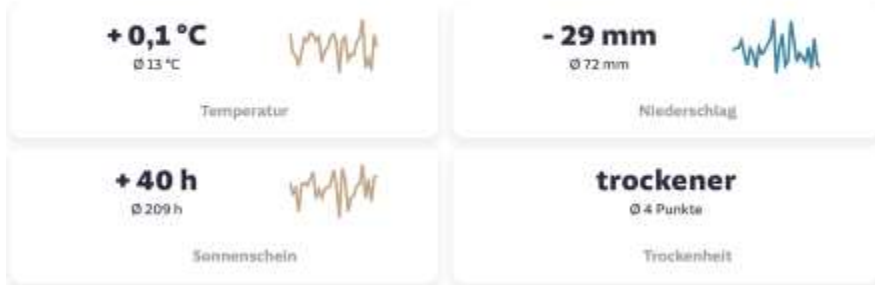 + 0,1 °C
Ø 13 °C
Temperatur
- 29 mm
Ø 72 mm
Niederschlag
+ 40 h
Ø 209 h
Sonnenschein
trockener
Ø 4 Punkte
Trockenheit